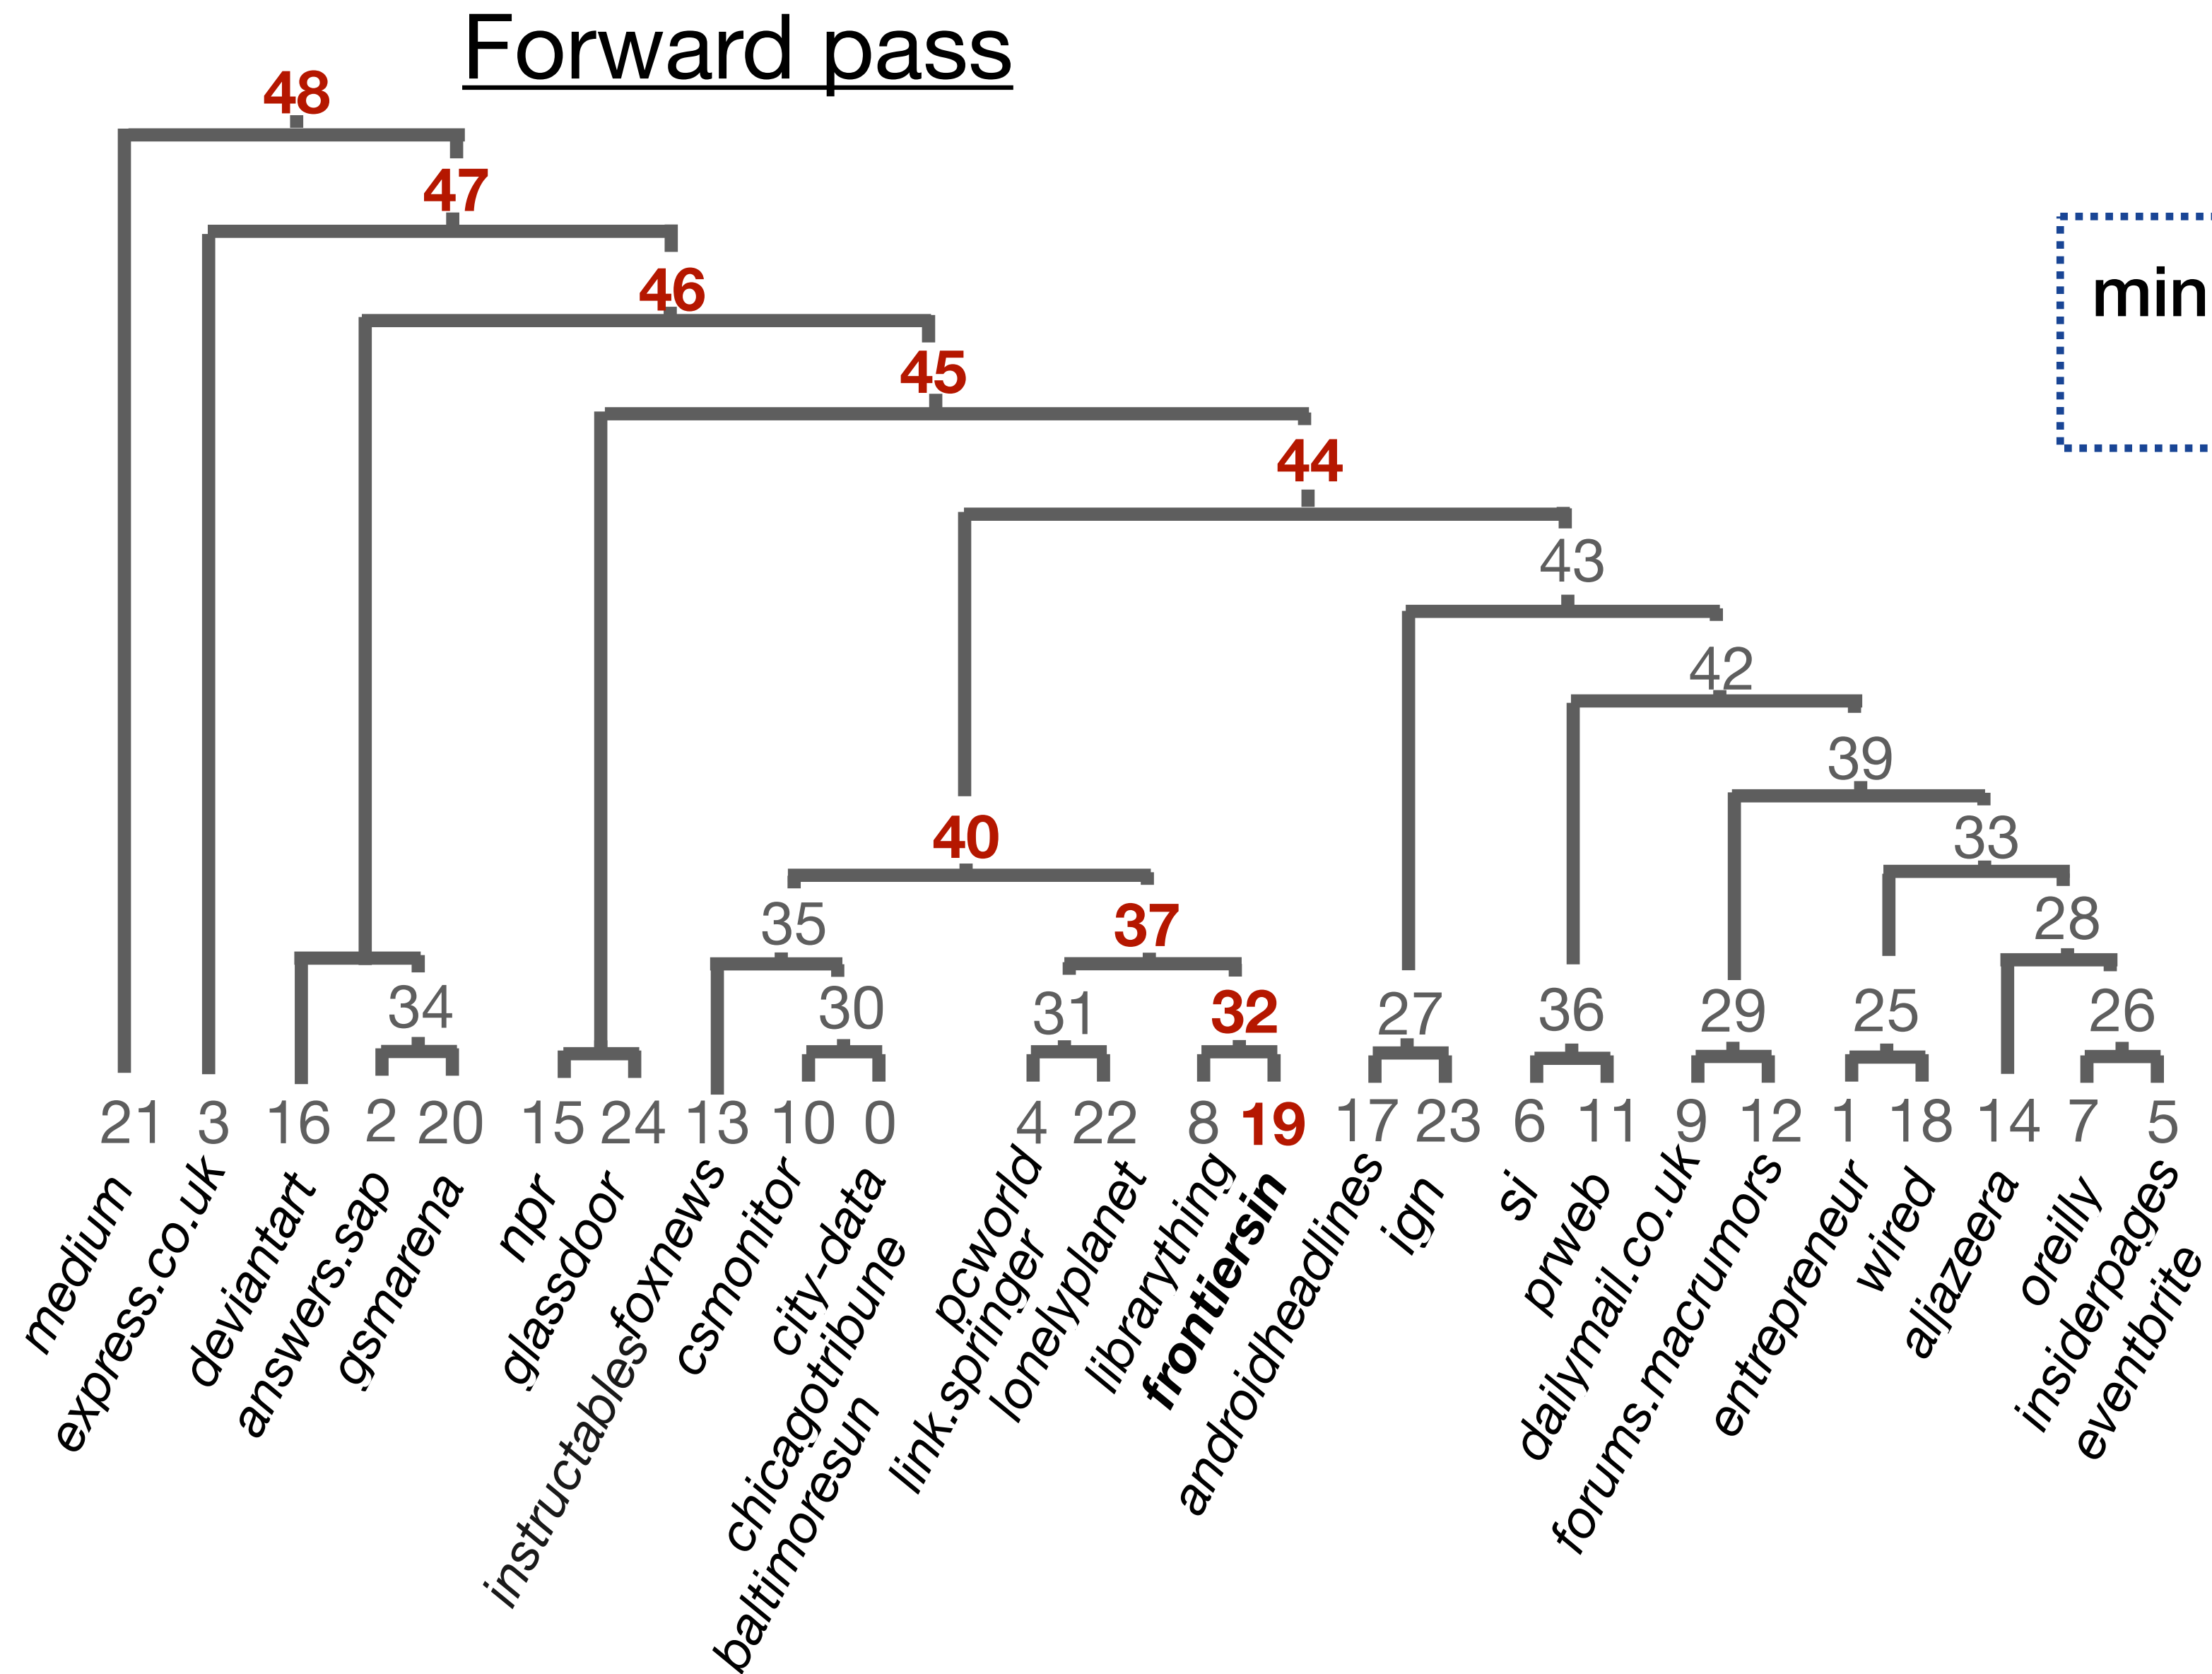 Forward pass
48
47
46
min
45
44
43
42
39
33
40
35
37
28
34
30
31
32
27
36
29
25
26
21 3 16 2 20 15 24 13 10 0 4 22 8 19 17 23 6 11 9 12 1 18 14 7 5
medium
express.co.uk
deviantart
answers.sap
gsmarena
npr
glassdoor
instructables
foxnews
csmonitor
city-data
chicagotribune
baltimoresun
pcworld
link.springer
lonelyplanet
librarything
frontiersin
androidheadlines
ign
si
prweb
dailymail.co.uk
forums.macrumors
entrepreneur
wired
aljazeera
oreilly
insiderpages
eventbrite